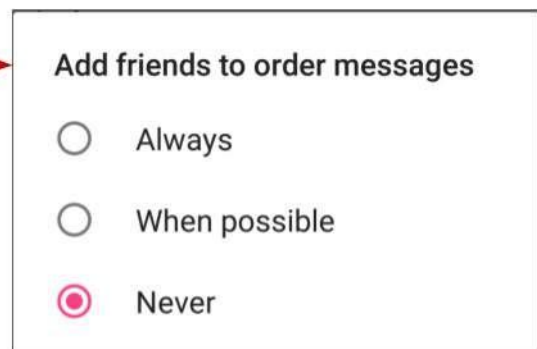 Add friends to order messages
Always
When possible
Never